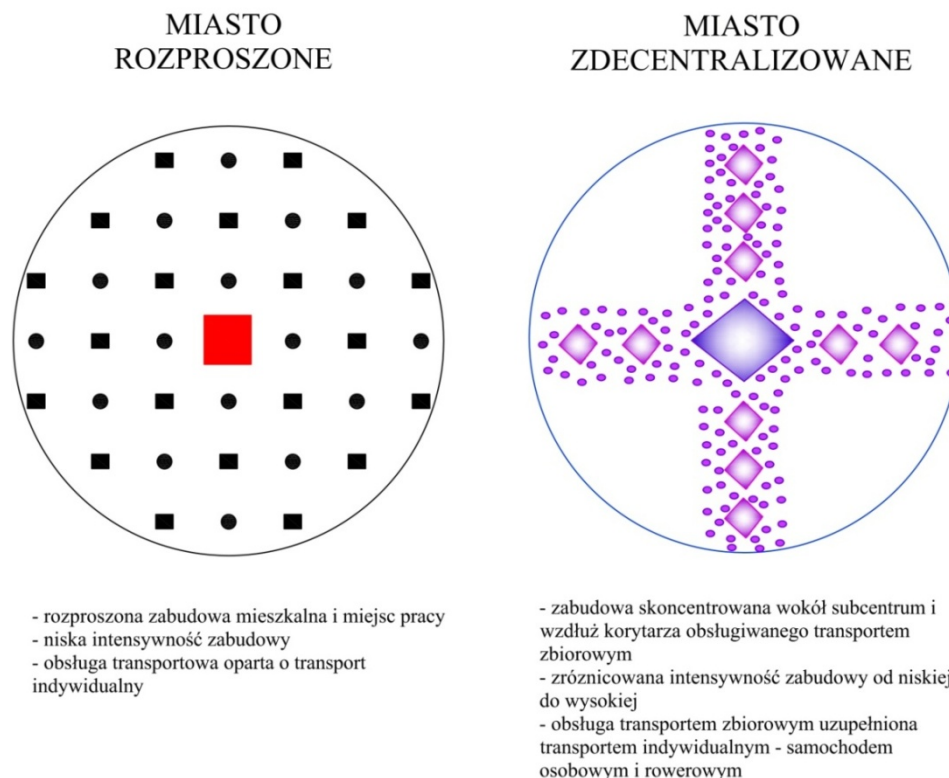 MIASTO
ROZPROSZONE
- rozproszona zabudowa mieszkalna i miejsc pracy
- niska intensywność zabudowy
- obsługa transportowa oparta o transport
indywidualny
MIASTO
ZDECENTRALIZOWANE
- zabudowa skoncentrowana wokół subcentrum i
wzdłuż korytarza obsługiwanego transportem
zbiorowym
- zróznicowana intensywność zabudowy od niskiej
do wysokiej
- obsługa transportem zbiorowym uzupełniona
transportem indywidualnym - samochodem
osobowym i rowerowym